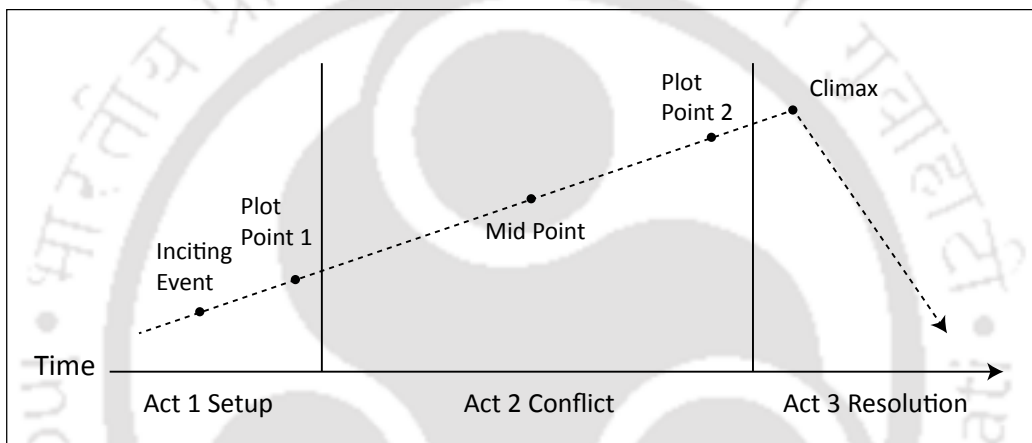 Plot
Point 2
Climax
Plot
Point 1
Mid Point
Inciting
Event
Time
Act 1 Setup
Act 2 Conflict
Act 3 Resolution